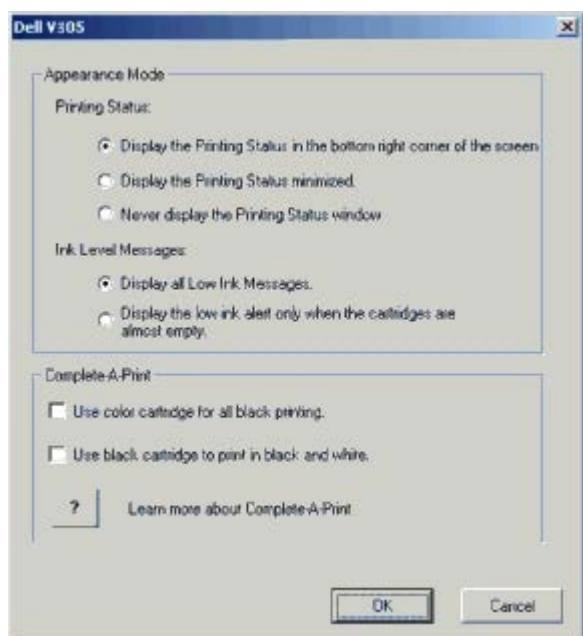 Dell V305
Appearance Mode
Printing Status:
Display the Printing Status in the bottom right corner of the screen
Display the Printing Status minimized.
Never display the Printing Status window
Ink Level Messages:
Display all Low Ink Messages.
Display the low ink alert only when the cartridges are
almost empty.
Complete-A-Print
Use color cartridge for all black printing.
Use black cartridge to print in black and white.
?
Learn more about Complete-A-Print
OK
Cancel